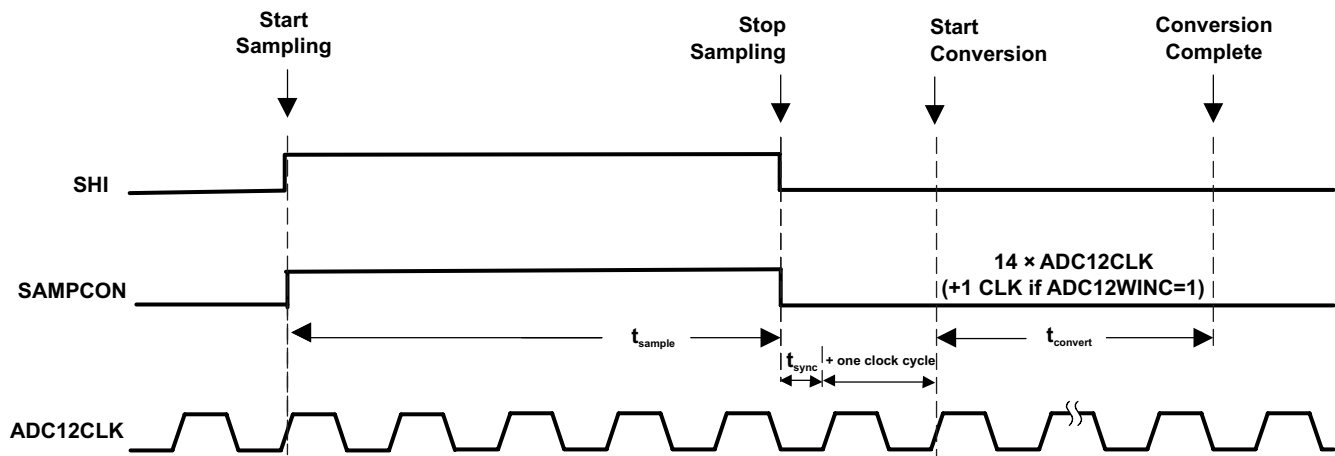 Start
Sampling
Stop
Sampling
Start
Conversion
Conversion
Complete
SHI
SAMPCON
14 × ADC12CLK
(+1 CLK if ADC12WINC=1)
tsample
tconvert
tsync
+ one clock cycle
ADC12CLK